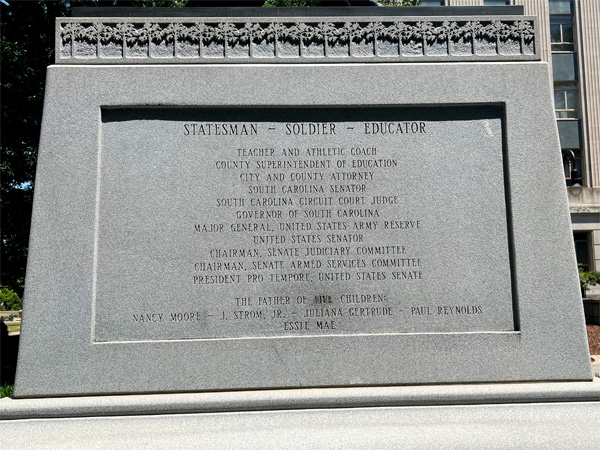 STATESMAN ~ SOLDIER ~ EDUCATOR
TEACHER AND ATHLETIC COACH
COUNTY SUPERINTENDENT OF EDUCATION
CITY AND COUNTY ATTORNEY
SOUTH CAROLINA SENATOR
SOUTH CAROLINA CIRCUIT COURT JUDGE
GOVERNOR OF SOUTH CAROLINA
MAJOR GENERAL, UNITED STATES ARMY RESERVE
UNITED STATES SENATOR
CHAIRMAN, SENATE JUDICIARY COMMITTEE
CHAIRMAN, SENATE ARMED SERVICES COMMITTEE
PRESIDENT PRO TEMPORE, UNITED STATES SENATE
THE FATHER OF FIVE CHILDREN:
NANCY MOORE ~ J. STROM, JR. ~ JULIANA GERTRUDE ~ PAUL REYNOLDS
ESSIE MAE